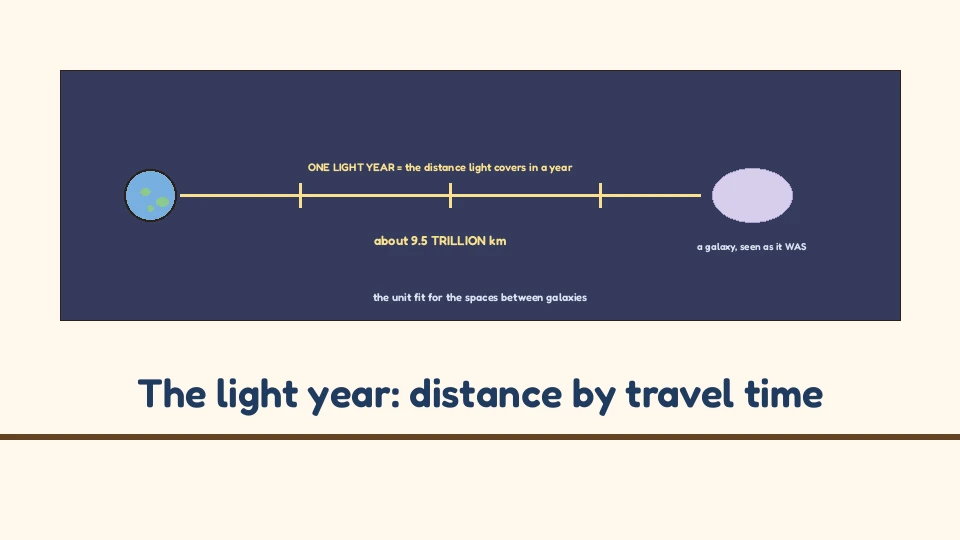 ONE LIGHT YEAR = the distance light covers in a year
about 9.5 TRILLION km
a galaxy, seen as it WAS
the unit fit for the spaces between galaxies
The light year: distance by travel time